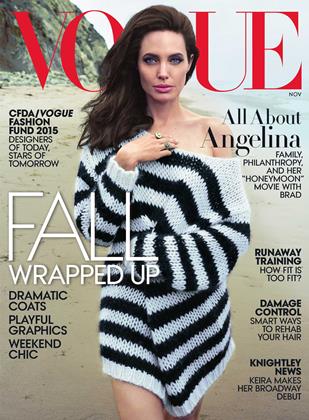 VOGUE
NOV
CFDA/VOGUE
FASHION
FUND 2015
DESIGNERS
OF TODAY,
STARS OF
TOMORROW
All About
Angelina
FAMILY,
PHILANTHROPY,
AND HER
"HONEYMOON"
MOVIE WITH
BRAD
FALL
WRAPPED UP
DRAMATIC
COATS
PLAYFUL
GRAPHICS
WEEKEND
CHIC
RUNAWAY
TRAINING
HOW FIT IS
TOO FIT?
DAMAGE
CONTROL
SMART WAYS
TO REHAB
YOUR HAIR
KNIGHTLEY
NEWS
KEIRA MAKES
HER BROADWAY
DEBUT